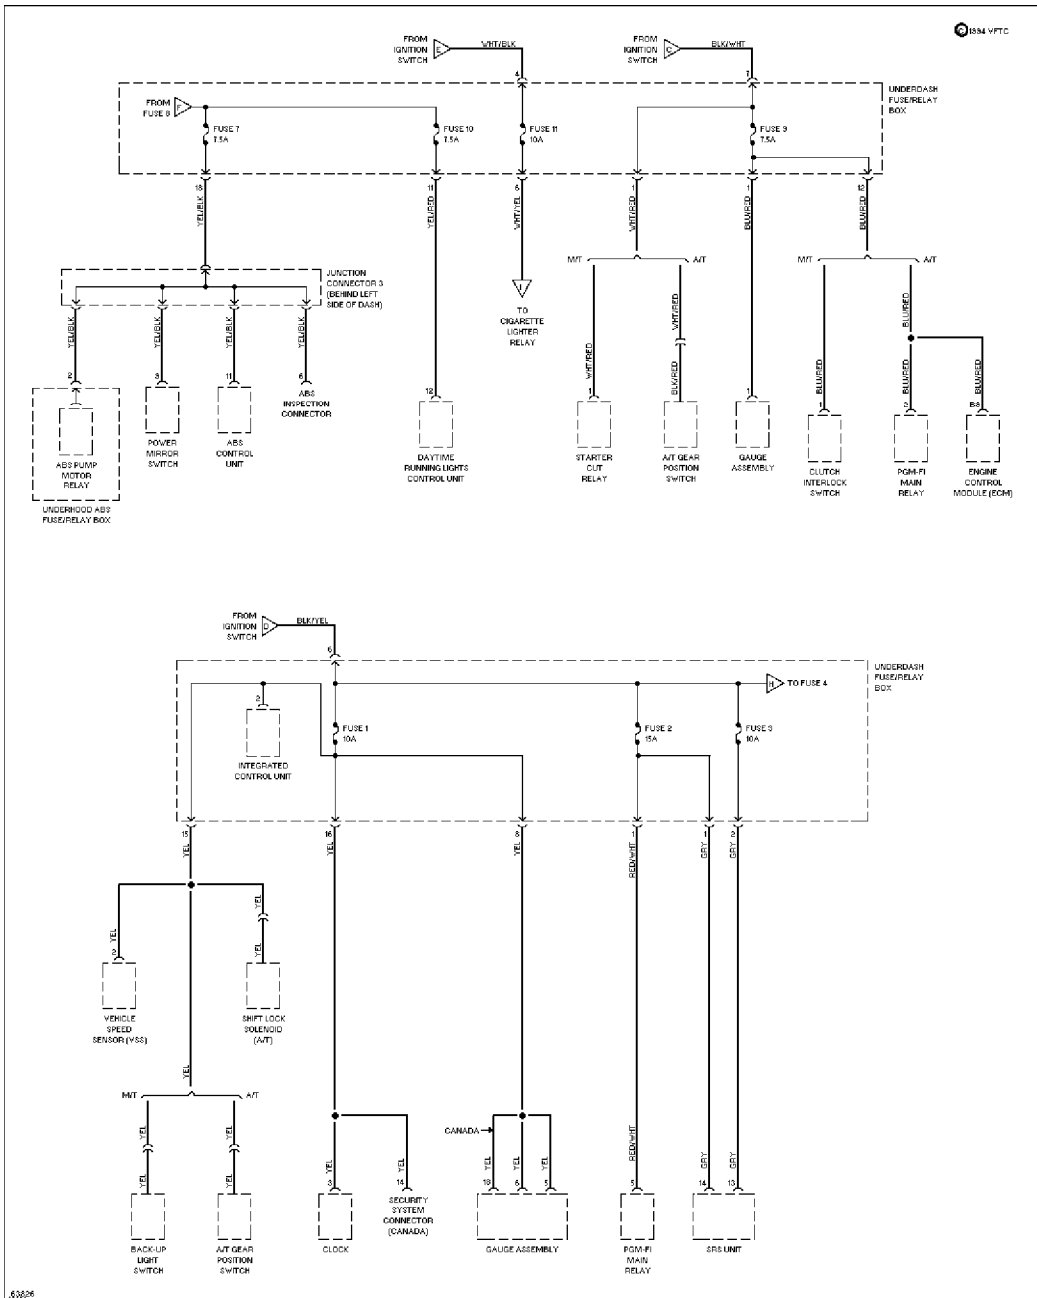 © 1994 VFTC
FROM
IGNITION
SWITCH
E
WHT/BLK
4
FROM
IGNITION
SWITCH
C
BLK/WHT
7
UNDERDASH
FUSE/RELAY
BOX
FROM
FUSE 8
F
FUSE 7
7.5A
FUSE 10
7.5A
FUSE 11
10A
FUSE 9
7.5A
18
11
6
1
1
12
YEL/BLK
YEL/RED
WHT/YEL
WHT/RED
BLU/RED
BLU/RED
JUNCTION
CONNECTOR 3
(BEHIND LEFT
SIDE OF DASH)
TO
CIGARETTE
LIGHTER
RELAY
M/T
A/T
M/T
A/T
YEL/BLK
YEL/BLK
YEL/BLK
YEL/BLK
WHT/RED
WHT/RED
BLK/RED
BLU/RED
BLU/RED
BLU/RED
BLU/RED
2
3
11
6
12
1
1
1
2
ABS PUMP
MOTOR
RELAY
UNDERHOOD ABS
FUSE/RELAY BOX
POWER
MIRROR
SWITCH
ABS
CONTROL
UNIT
ABS
INSPECTION
CONNECTOR
DAYTIME
RUNNING LIGHTS
CONTROL UNIT
STARTER
CUT
RELAY
A/T GEAR
POSITION
SWITCH
GAUGE
ASSEMBLY
CLUTCH
INTERLOCK
SWITCH
PGM-FI
MAIN
RELAY
ENGINE
CONTROL
MODULE (ECM)
FROM
IGNITION
SWITCH
D
BLK/YEL
6
UNDERDASH
FUSE/RELAY
BOX
H
TO FUSE 4
2
INTEGRATED
CONTROL UNIT
FUSE 1
10A
FUSE 2
15A
FUSE 3
10A
15
16
8
1
1
2
YEL
YEL
YEL
RED/WHT
GRY
GRY
YEL
2
YEL
YEL
VEHICLE
SPEED
SENSOR (VSS)
SHIFT LOCK
SOLENOID
(A/T)
YEL
M/T
A/T
YEL
YEL
YEL
YEL
CANADA
YEL
YEL
YEL
YEL
YEL
RED/WHT
GRY
GRY
3
14
18
6
5
5
14
13
BACK-UP
LIGHT
SWITCH
A/T GEAR
POSITION
SWITCH
CLOCK
SECURITY
SYSTEM
CONNECTOR
(CANADA)
GAUGE ASSEMBLY
PGM-FI
MAIN
RELAY
SRS UNIT
63826